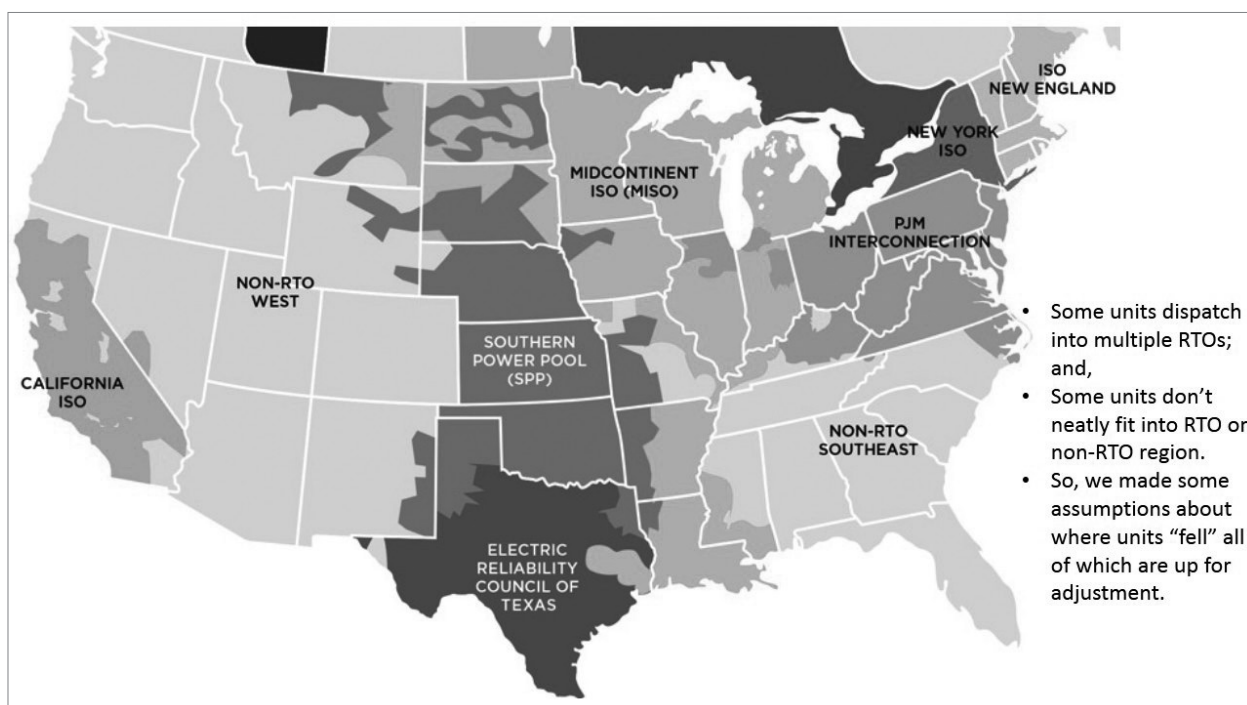 ISO
NEW ENGLAND
NEW YORK
ISO
MIDCONTINENT
ISO (MISO)
PJM
INTERCONNECTION
NON-RTO
WEST
SOUTHERN
POWER POOL
(SPP)
CALIFORNIA
ISO
NON-RTO
SOUTHEAST
ELECTRIC
RELIABILITY
COUNCIL OF
TEXAS
• Some units dispatch
into multiple RTOs;
and,
• Some units don’t
neatly fit into RTO or
non-RTO region.
• So, we made some
assumptions about
where units “fell” all
of which are up for
adjustment.